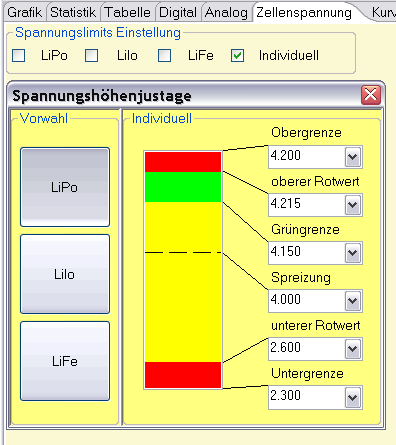 Grafik Statistik Tabelle Digital Analog Zellenspannung Kurv
Spannungslimits Einstellung
LiPo LiIo LiFe Individuell
Spannungshöhenjustage
Vorwahl
LiPo
LiIo
LiFe
Individuell
Obergrenze
4.200
oberer Rotwert
4.215
Grüngrenze
4.150
Spreizung
4.000
unterer Rotwert
2.600
Untergrenze
2.300